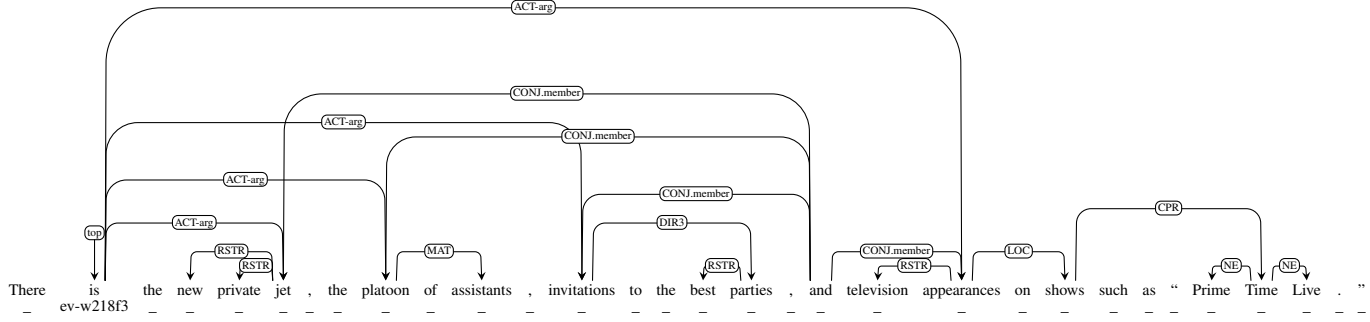 ACT-arg
CONJ.member
ACT-arg
CONJ.member
ACT-arg
CONJ.member
CPR
top ACT-arg DIR3
RSTR MAT CONJ.member LOC
RSTR RSTR RSTR NE NE
There is the new private jet , the platoon of assistants , invitations to the best parties , and television appearances on shows such as “ Prime Time Live . ”
_ ev-w218f3 _ _ _ _ _ _ _ _ _ _ _ _ _ _ _ _ _ _ _ _ _ _ _ _ _ _ _ _ _